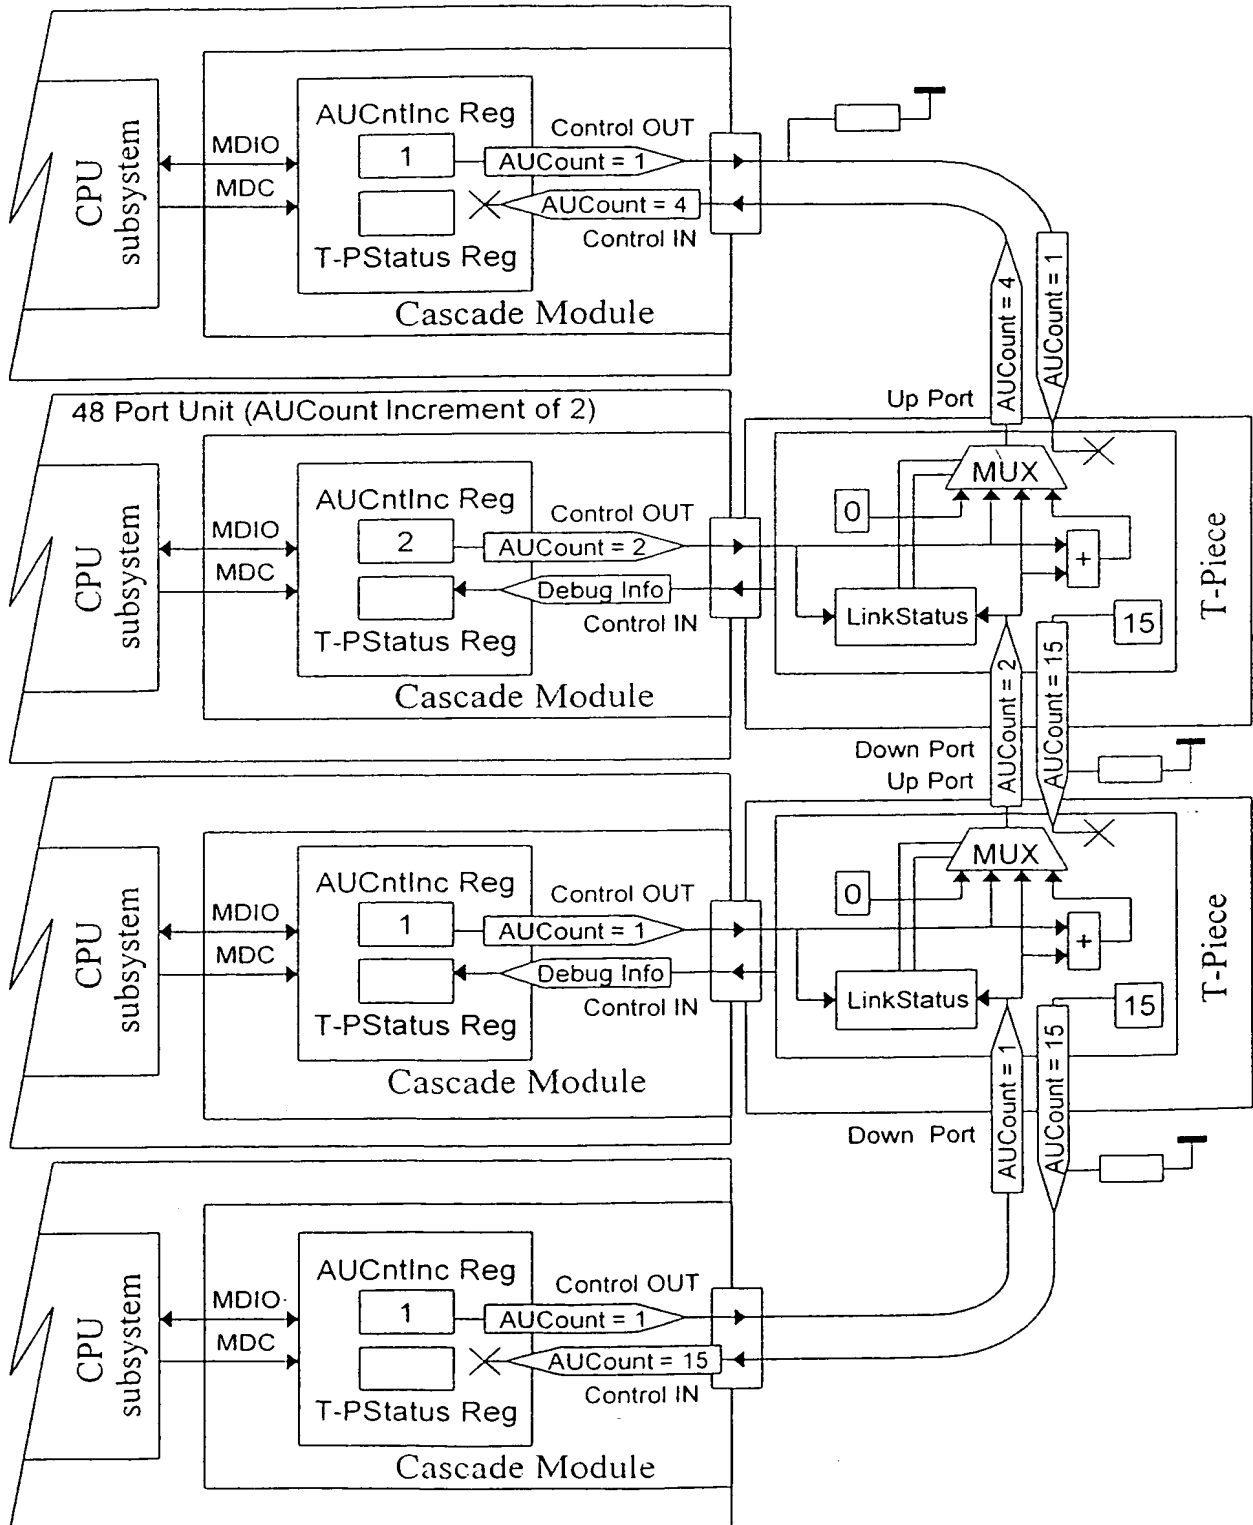 CPU
subsystem
MDIO
MDC
AUCntInc Reg
1
T-PStatus Reg
Control OUT
AUCount = 1
AUCount = 4
Control IN
Cascade Module
AUCount = 4
AUCount = 1
Up Port
48 Port Unit (AUCount Increment of 2)
CPU
subsystem
MDIO
MDC
AUCntInc Reg
2
T-PStatus Reg
Control OUT
AUCount = 2
Debug Info
Control IN
Cascade Module
MUX
0
+
LinkStatus
15
T-Piece
AUCount = 2
AUCount = 15
Down Port
Up Port
CPU
subsystem
MDIO
MDC
AUCntInc Reg
1
T-PStatus Reg
Control OUT
AUCount = 1
Debug Info
Control IN
Cascade Module
MUX
0
+
LinkStatus
15
T-Piece
AUCount = 1
AUCount = 15
Down Port
CPU
subsystem
MDIO
MDC
AUCntInc Reg
1
T-PStatus Reg
Control OUT
AUCount = 1
AUCount = 15
Control IN
Cascade Module